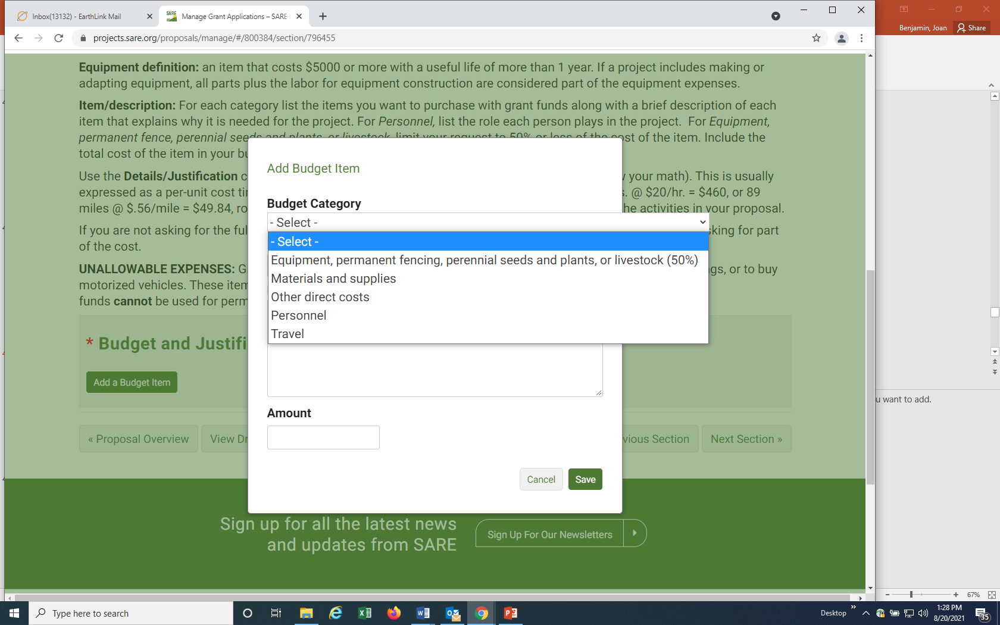 Inbox(13132) - EarthLink Mail
Manage Grant Applications – SARE
Benjamin, Joan
Share
projects.sare.org/proposals/manage/#/800384/section/796455
Equipment definition: an item that costs $5000 or more with a useful life of more than 1 year. If a project includes making or
adapting equipment, all parts plus the labor for equipment construction are considered part of the equipment expenses.
Item/description: For each category list the items you want to purchase with grant funds along with a brief description of each
item that explains why it is needed for the project. For Personnel, list the role each person plays in the project. For Equipment,
permanent fence, perennial seeds and plants, or livestock, limit your request to 50% or less of the cost of the item. Include the
total cost of the item in your bu
Use the Details/Justification c
your math). This is usually
expressed as a per-unit cost ti
s. @ $20/hr. = $460, or 89
miles @ $.56/mile = $49.84, ro
he activities in your proposal.
If you are not asking for the ful
king for part
of the cost.
UNALLOWABLE EXPENSES: G
gs, or to buy
motorized vehicles. These item
funds cannot be used for perm
Add Budget Item
Budget Category
- Select -
- Select -
Equipment, permanent fencing, perennial seeds and plants, or livestock (50%)
Materials and supplies
Other direct costs
Personnel
Travel
* Budget and Justifi
Add a Budget Item
Amount
u want to add.
« Proposal Overview
View Dr
vious Section
Next Section »
Cancel
Save
Sign up for all the latest news
and updates from SARE
Sign Up For Our Newsletters
67%
Type here to search
Desktop
1:28 PM
8/20/2021
35